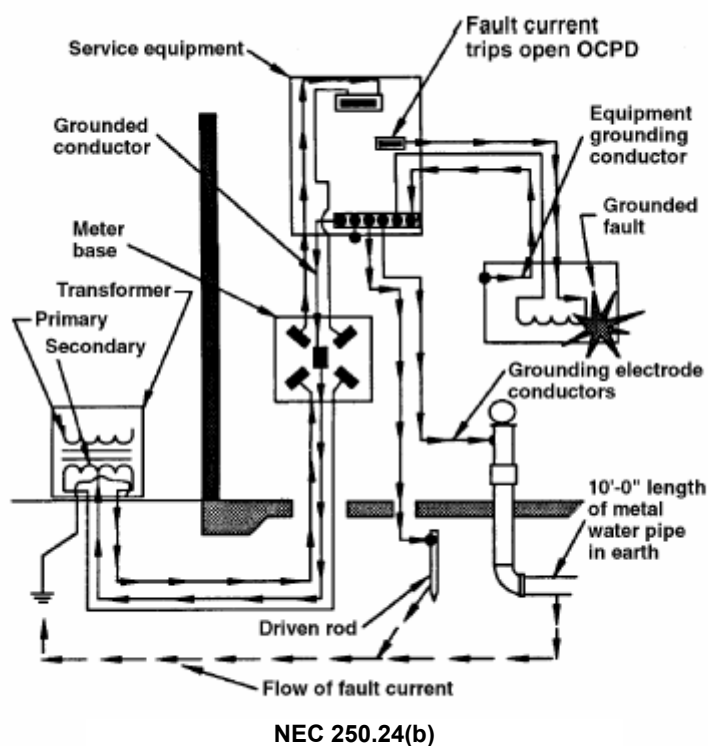 Fault current
trips open OCPD
Service equipment
Equipment
grounding
conductor
Grounded
conductor
Grounded
fault
Meter
base
Transformer
Primary
Secondary
Grounding electrode
conductors
10'-0" length
of metal
water pipe
in earth
Driven rod
Flow of fault current
NEC 250.24(b)